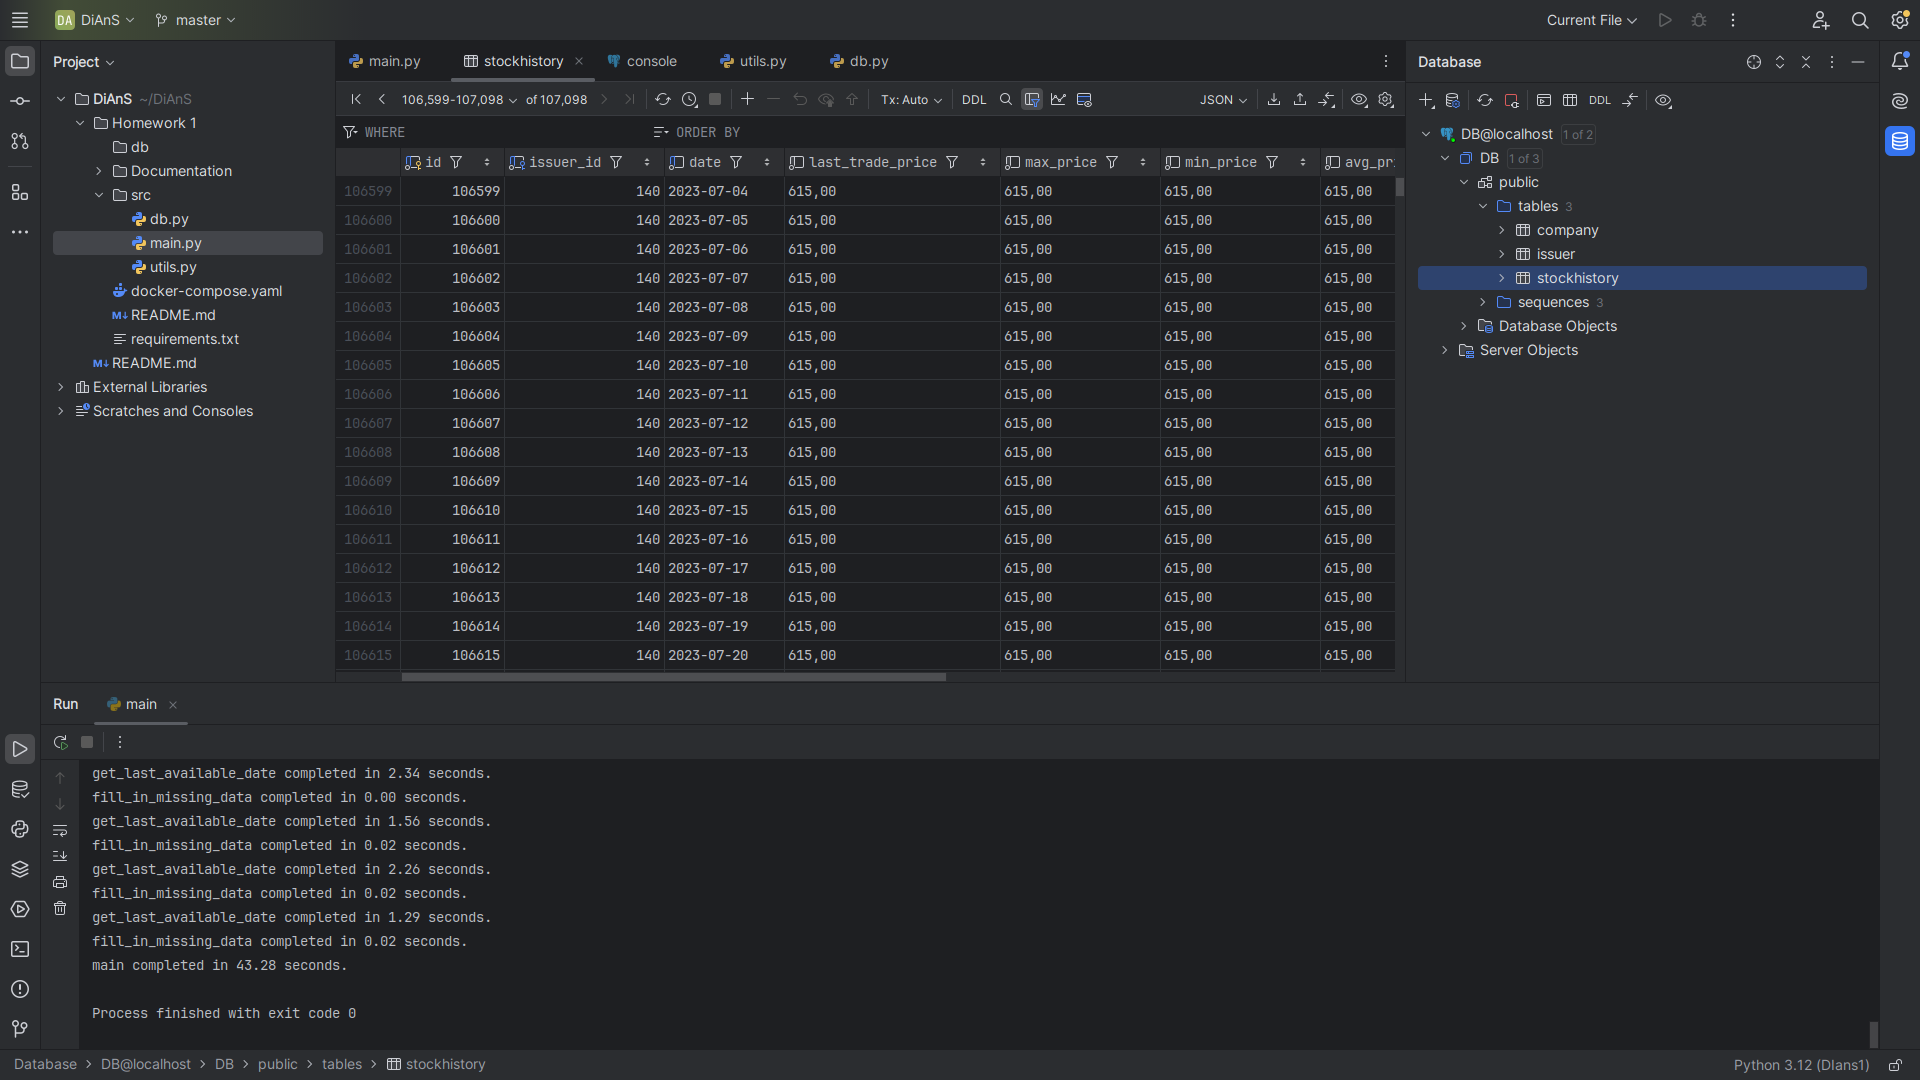 DA DiAnS master Current File
Project
DiAnS ~/DiAnS
Homework 1
db
Documentation
src
db.py
main.py
utils.py
docker-compose.yaml
M↓ README.md
requirements.txt
M↓ README.md
External Libraries
Scratches and Consoles
main.py stockhistory console utils.py db.py
106,599-107,098 of 107,098 Tx: Auto DDL JSON
WHERE ORDER BY
id issuer_id date last_trade_price max_price min_price avg_pri
106599 106599 140 2023-07-04 615,00 615,00 615,00 615,00
106600 106600 140 2023-07-05 615,00 615,00 615,00 615,00
106601 106601 140 2023-07-06 615,00 615,00 615,00 615,00
106602 106602 140 2023-07-07 615,00 615,00 615,00 615,00
106603 106603 140 2023-07-08 615,00 615,00 615,00 615,00
106604 106604 140 2023-07-09 615,00 615,00 615,00 615,00
106605 106605 140 2023-07-10 615,00 615,00 615,00 615,00
106606 106606 140 2023-07-11 615,00 615,00 615,00 615,00
106607 106607 140 2023-07-12 615,00 615,00 615,00 615,00
106608 106608 140 2023-07-13 615,00 615,00 615,00 615,00
106609 106609 140 2023-07-14 615,00 615,00 615,00 615,00
106610 106610 140 2023-07-15 615,00 615,00 615,00 615,00
106611 106611 140 2023-07-16 615,00 615,00 615,00 615,00
106612 106612 140 2023-07-17 615,00 615,00 615,00 615,00
106613 106613 140 2023-07-18 615,00 615,00 615,00 615,00
106614 106614 140 2023-07-19 615,00 615,00 615,00 615,00
106615 106615 140 2023-07-20 615,00 615,00 615,00 615,00
Database
DDL
DB@localhost 1 of 2
DB 1 of 3
public
tables 3
company
issuer
stockhistory
sequences 3
Database Objects
Server Objects
Run main
get_last_available_date completed in 2.34 seconds.
fill_in_missing_data completed in 0.00 seconds.
get_last_available_date completed in 1.56 seconds.
fill_in_missing_data completed in 0.02 seconds.
get_last_available_date completed in 2.26 seconds.
fill_in_missing_data completed in 0.02 seconds.
get_last_available_date completed in 1.29 seconds.
fill_in_missing_data completed in 0.02 seconds.
main completed in 43.28 seconds.
Process finished with exit code 0
Database > DB@localhost > DB > public > tables > stockhistory Python 3.12 (DIans1)